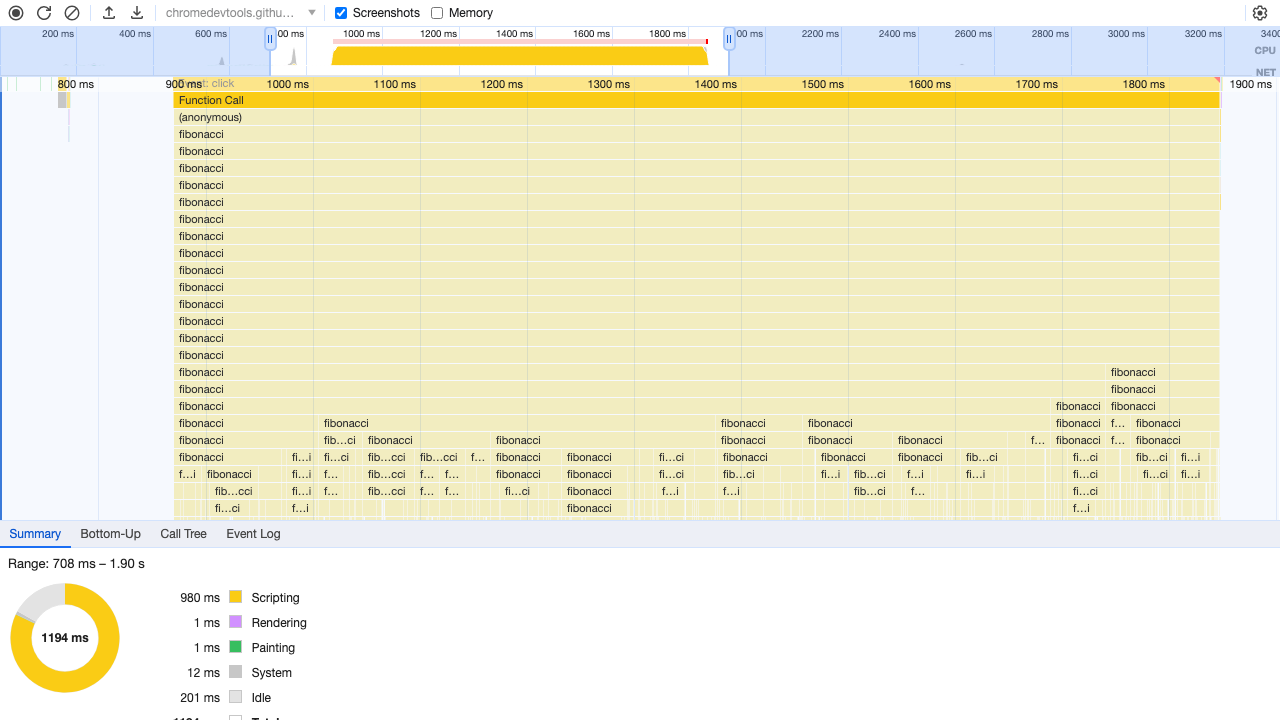 chromedevtools.githu… Screenshots Memory
200 ms 400 ms 600 ms 00 ms 1000 ms 1200 ms 1400 ms 1600 ms 1800 ms 00 ms 2200 ms 2400 ms 2600 ms 2800 ms 3000 ms 3200 ms 3400
CPU
NET
800 ms 900 ms Event: click 1000 ms 1100 ms 1200 ms 1300 ms 1400 ms 1500 ms 1600 ms 1700 ms 1800 ms 1900 ms
Function Call
(anonymous)
fibonacci
fibonacci
fibonacci
fibonacci
fibonacci
fibonacci
fibonacci
fibonacci
fibonacci
fibonacci
fibonacci
fibonacci
fibonacci
fibonacci
fibonacci fibonacci
fibonacci fibonacci
fibonacci fibonacci fibonacci
fibonacci fibonacci fibonacci fibonacci fibonacci f… fibonacci
fibonacci fib…ci fibonacci fibonacci fibonacci fibonacci fibonacci f… fibonacci f… fibonacci
fibonacci fi…i fi…ci fib…cci fib…cci f… fibonacci fibonacci fi…ci fibonacci fibonacci fibonacci fib…ci fi…ci fib…ci fi…i
f…i fibonacci fi…i f… fib…cci f… f… fibonacci fibonacci fi…ci fib…ci fi…i fib…ci f…i fi…i fi…ci fi…ci fi…i
fib…cci fi…i f… fib…cci f… f… fi…ci fibonacci f…i f…i fib…ci f… fi…ci
fi…ci f…i fibonacci f…i
Summary Bottom-Up Call Tree Event Log
Range: 708 ms – 1.90 s
1194 ms
980 ms Scripting
1 ms Rendering
1 ms Painting
12 ms System
201 ms Idle